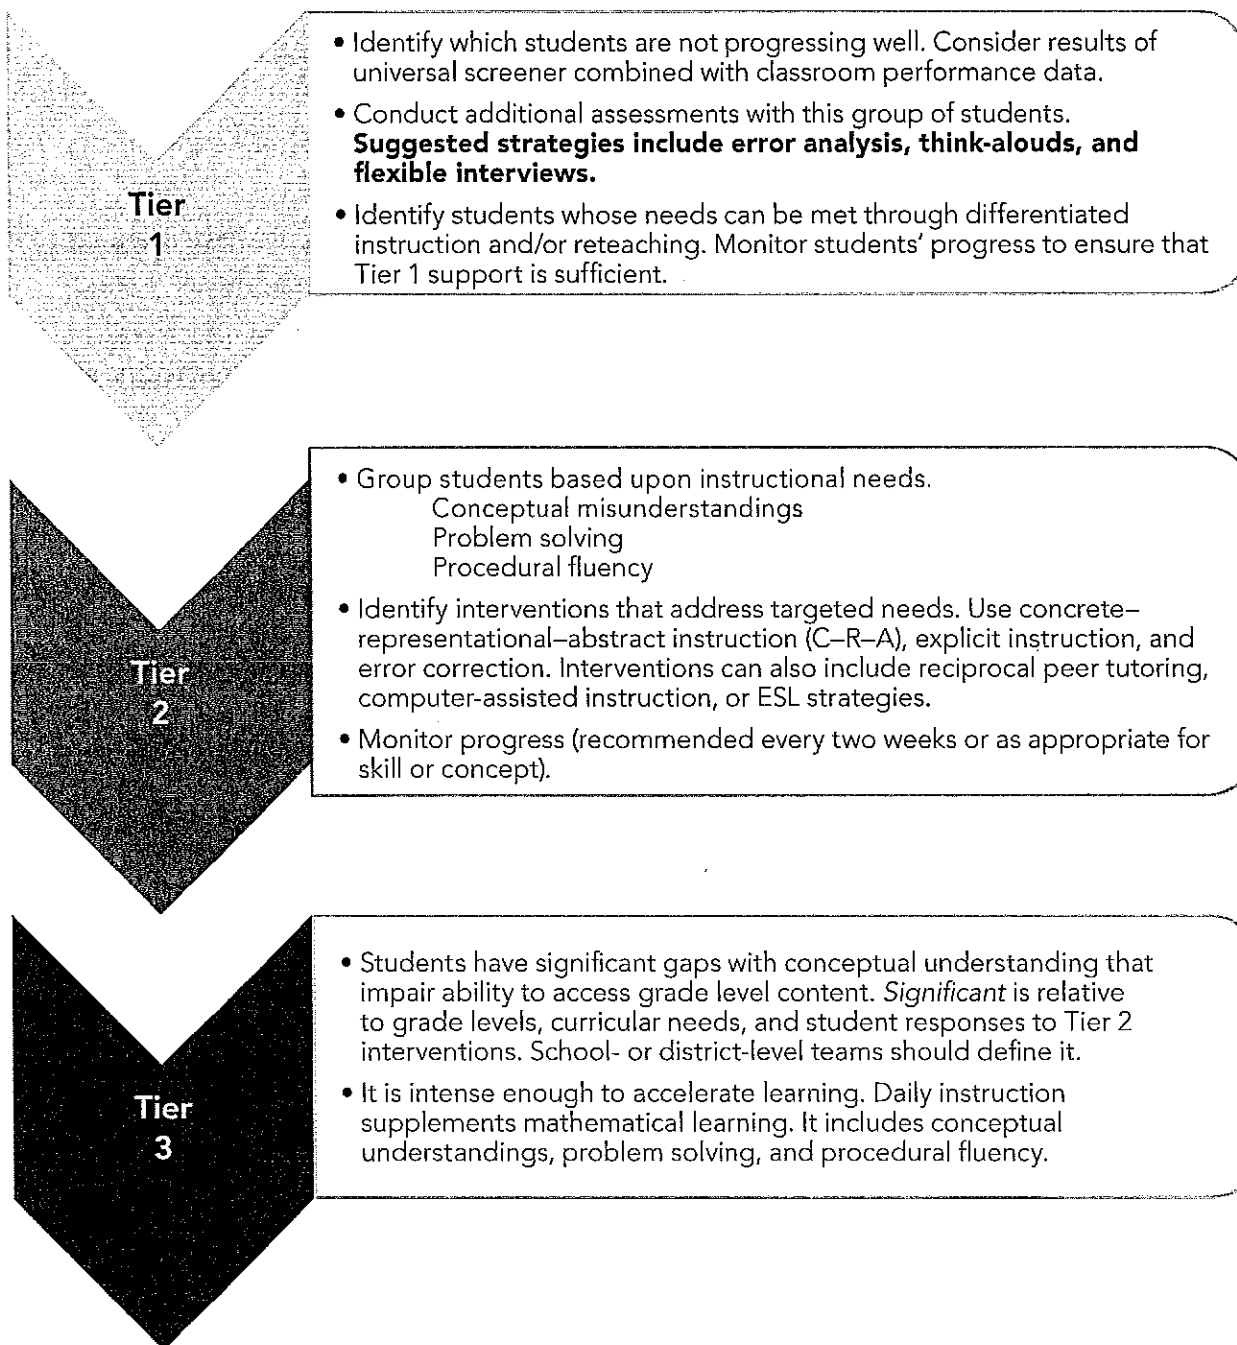 • Identify which students are not progressing well. Consider results of
universal screener combined with classroom performance data.
• Conduct additional assessments with this group of students.
Suggested strategies include error analysis, think-alouds, and
flexible interviews.
• Identify students whose needs can be met through differentiated
instruction and/or reteaching. Monitor students' progress to ensure that
Tier 1 support is sufficient.
Tier
1
• Group students based upon instructional needs.
Conceptual misunderstandings
Problem solving
Procedural fluency
• Identify interventions that address targeted needs. Use concrete–
representational–abstract instruction (C–R–A), explicit instruction, and
error correction. Interventions can also include reciprocal peer tutoring,
computer-assisted instruction, or ESL strategies.
• Monitor progress (recommended every two weeks or as appropriate for
skill or concept).
Tier
2
• Students have significant gaps with conceptual understanding that
impair ability to access grade level content. Significant is relative
to grade levels, curricular needs, and student responses to Tier 2
interventions. School- or district-level teams should define it.
• It is intense enough to accelerate learning. Daily instruction
supplements mathematical learning. It includes conceptual
understandings, problem solving, and procedural fluency.
Tier
3